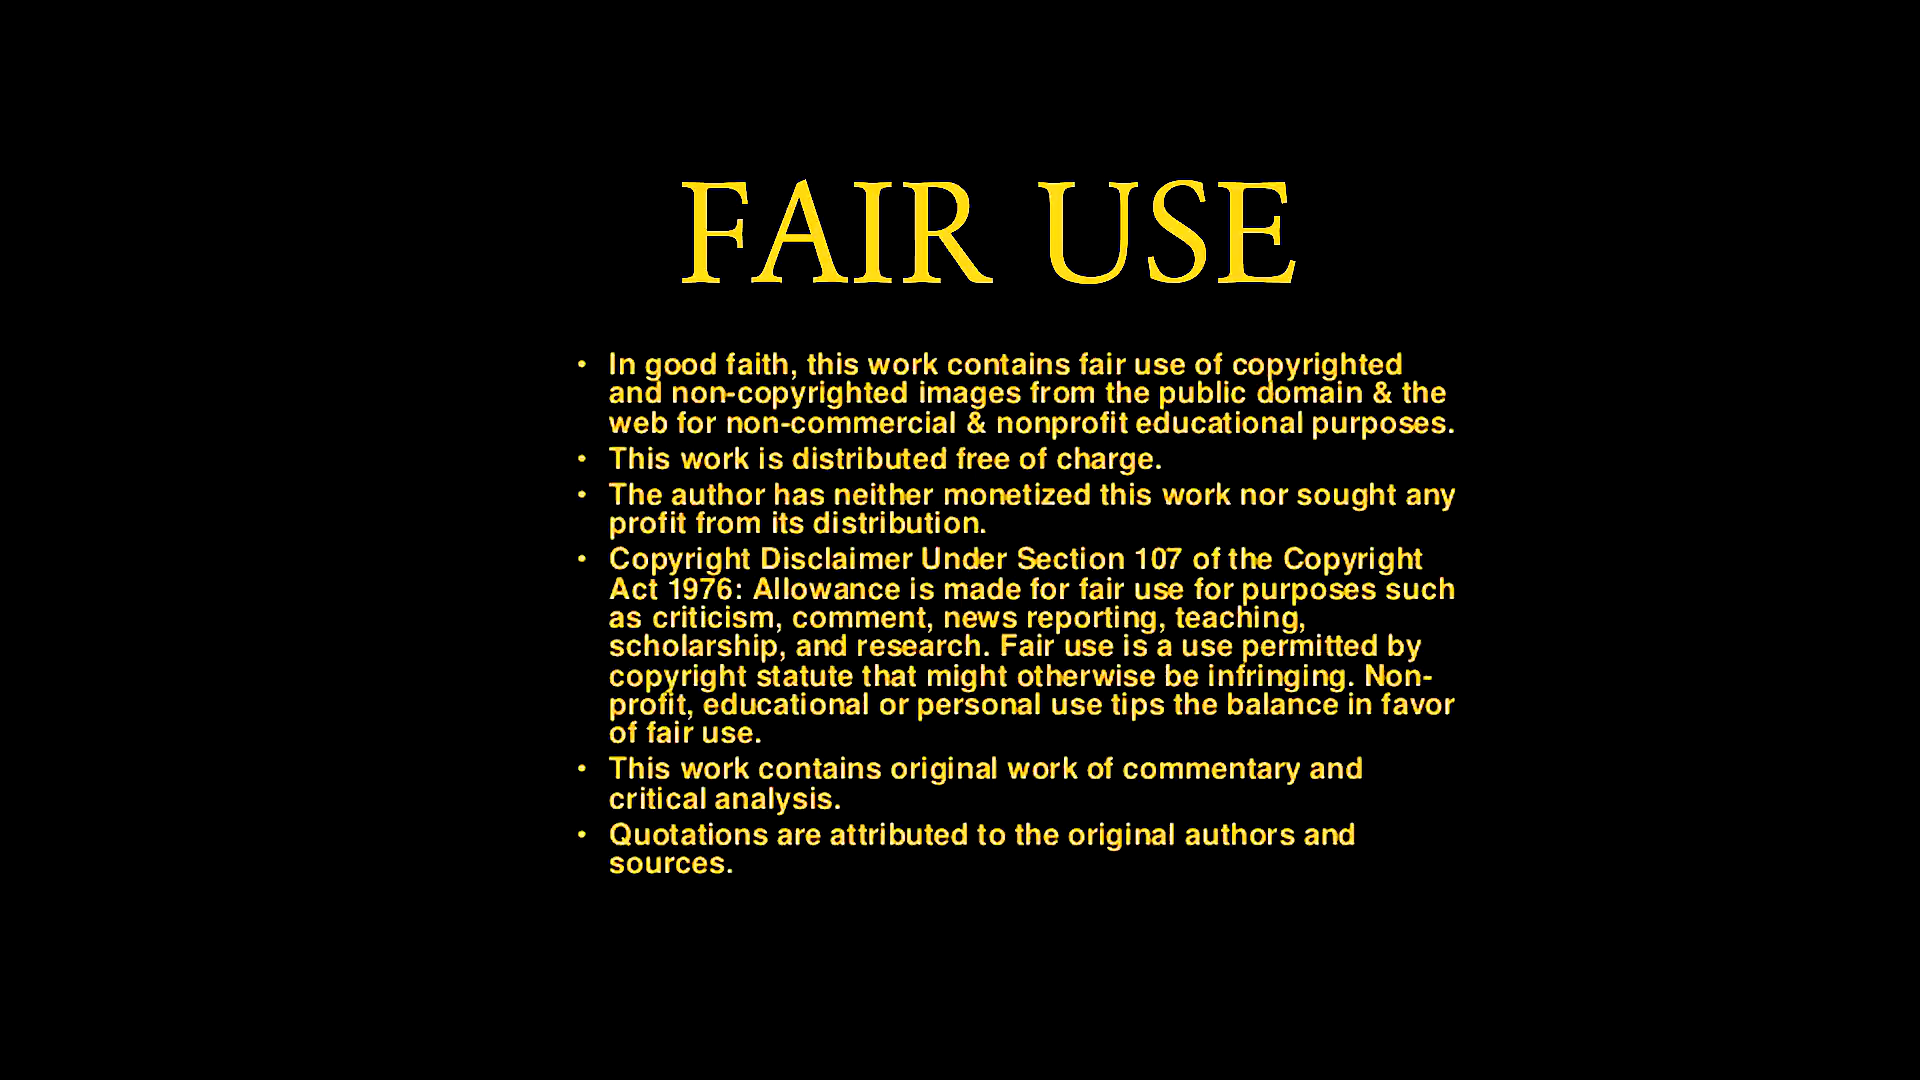 FAIR USE
• In good faith, this work contains fair use of copyrighted
and non-copyrighted images from the public domain & the
web for non-commercial & nonprofit educational purposes.
• This work is distributed free of charge.
• The author has neither monetized this work nor sought any
profit from its distribution.
• Copyright Disclaimer Under Section 107 of the Copyright
Act 1976: Allowance is made for fair use for purposes such
as criticism, comment, news reporting, teaching,
scholarship, and research. Fair use is a use permitted by
copyright statute that might otherwise be infringing. Non-
profit, educational or personal use tips the balance in favor
of fair use.
• This work contains original work of commentary and
critical analysis.
• Quotations are attributed to the original authors and
sources.